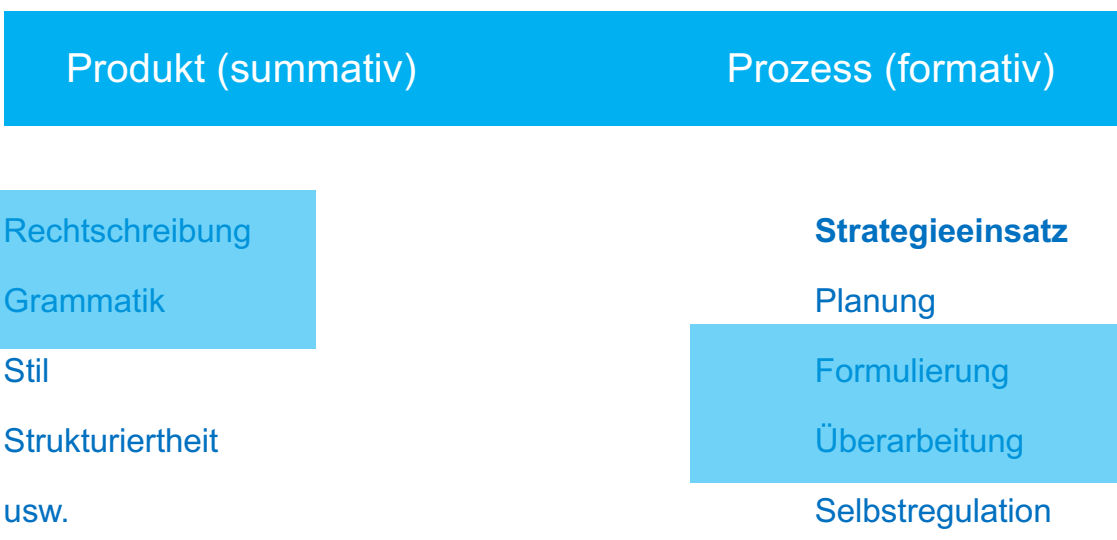 Produkt (summativ) Prozess (formativ)
Rechtschreibung Strategieeinsatz
Grammatik Planung
Stil Formulierung
Strukturiertheit Überarbeitung
usw. Selbstregulation